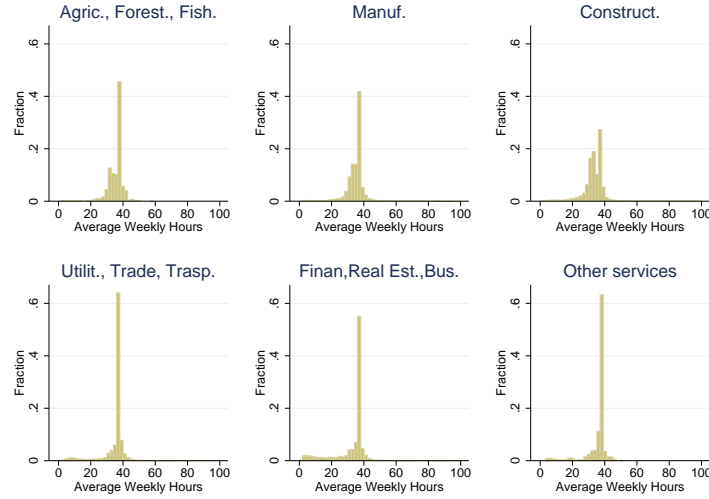 Agric., Forest., Fish.
Fraction
0 .2 .4 .6
0 20 40 60 80 100
Average Weekly Hours
Manuf.
Fraction
0 .2 .4 .6
0 20 40 60 80 100
Average Weekly Hours
Construct.
Fraction
0 .2 .4 .6
0 20 40 60 80 100
Average Weekly Hours
Utilit., Trade, Trasp.
Fraction
0 .2 .4 .6
0 20 40 60 80 100
Average Weekly Hours
Finan,Real Est.,Bus.
Fraction
0 .2 .4 .6
0 20 40 60 80 100
Average Weekly Hours
Other services
Fraction
0 .2 .4 .6
0 20 40 60 80 100
Average Weekly Hours